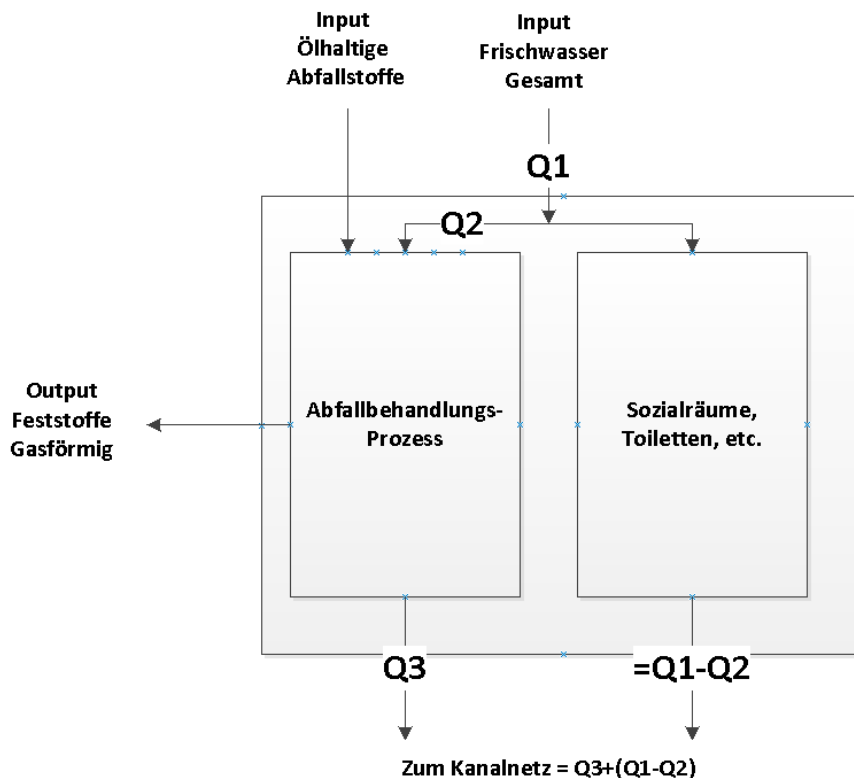 Input
Ölhaltige
Abfallstoffe
Input
Frischwasser
Gesamt
Q1
Q2
Output
Feststoffe
Gasförmig
Abfallbehandlungs-
Prozess
Sozialräume,
Toiletten, etc.
Q3
=Q1-Q2
Zum Kanalnetz = Q3+(Q1-Q2)